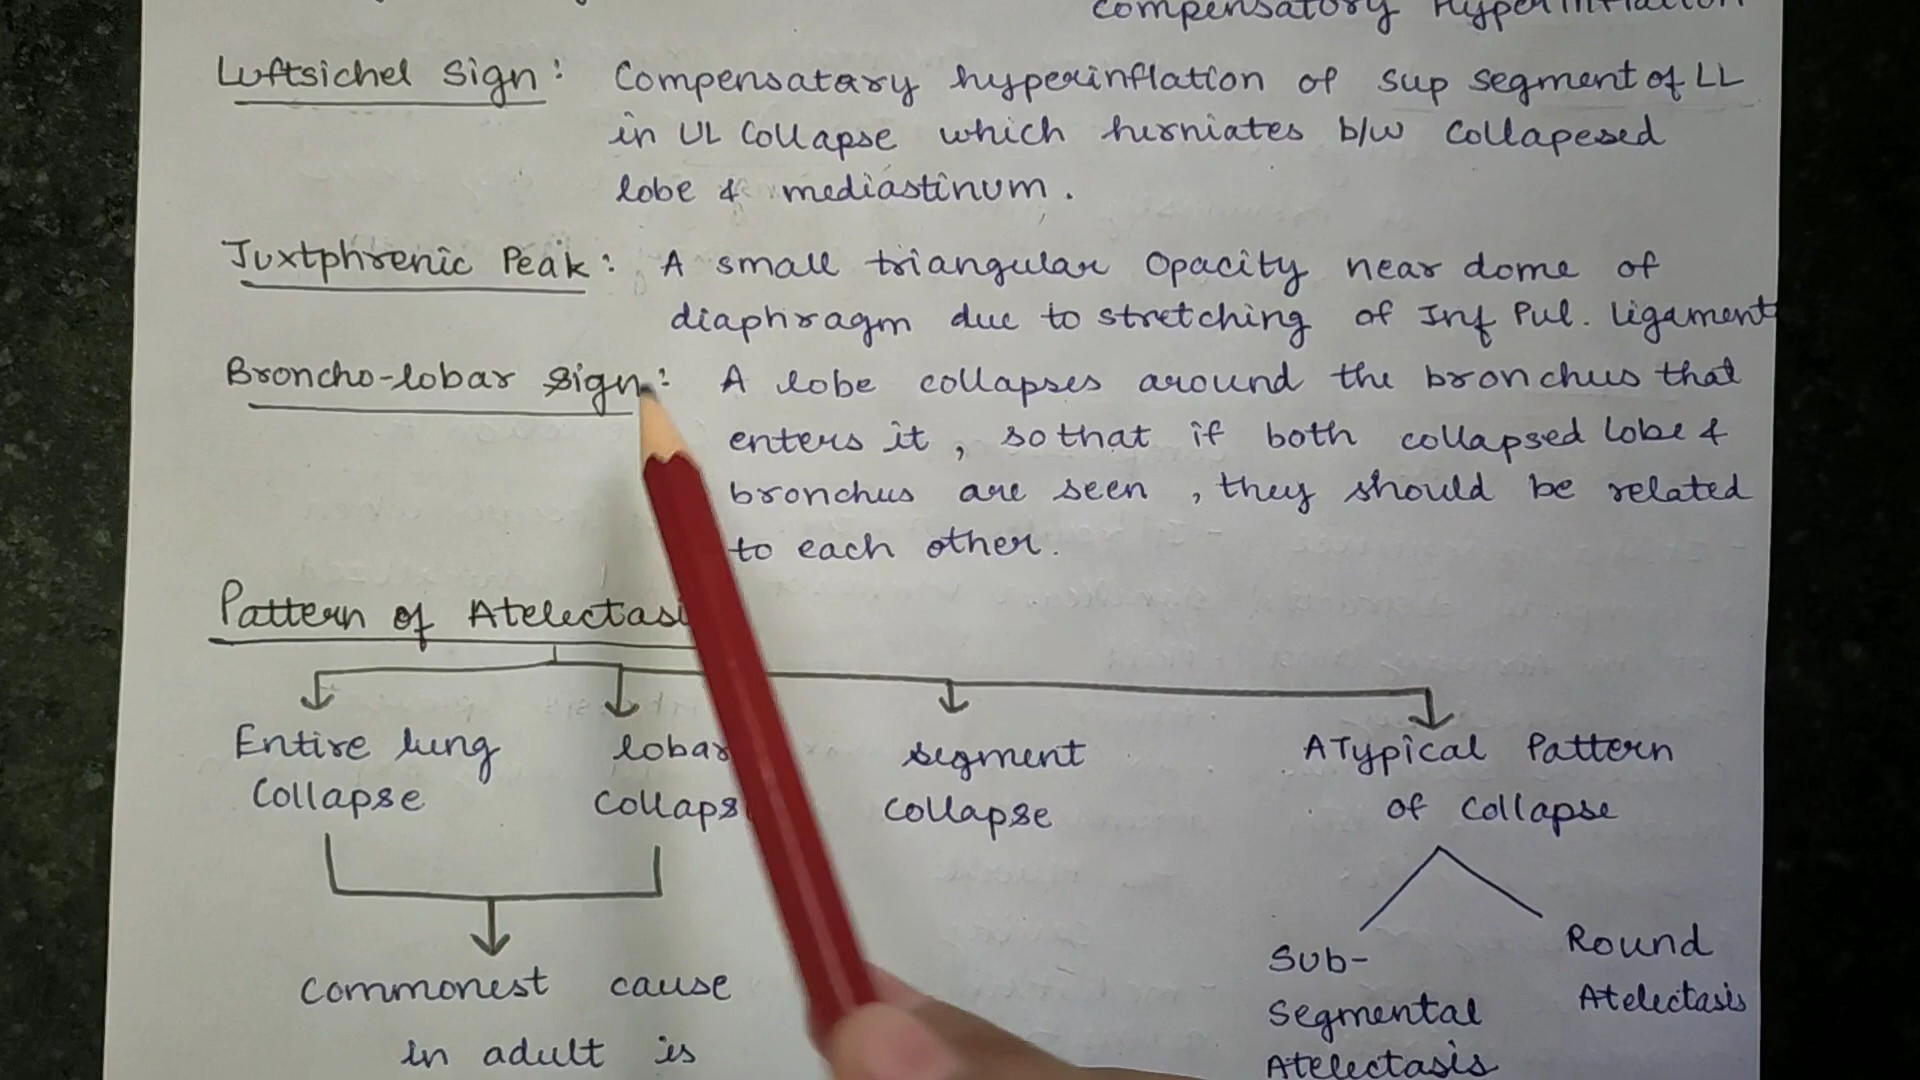 Compensatory Hyperinflation
Luftsichel Sign: Compensatary hyperinflation of sup segment of LL
in UL Collapse which herniates b/w Collapesed
lobe & mediastinum.
Juxtphrenic Peak: A small triangular Opacity near dome of
diaphragm due to stretching of Inf Pul. ligament
Broncho-lobar sign: A lobe collapses around the bronchus that
enters it, so that if both collapsed lobe &
bronchus are seen, they should be related
to each other.
Pattern of Atelectasi
Entire lung lobar segment ATypical Pattern
Collapse Collaps Collapse of Collapse
Sub- Round
Segmental Atelectasis
Atelectasis
Commonest cause
in adult is